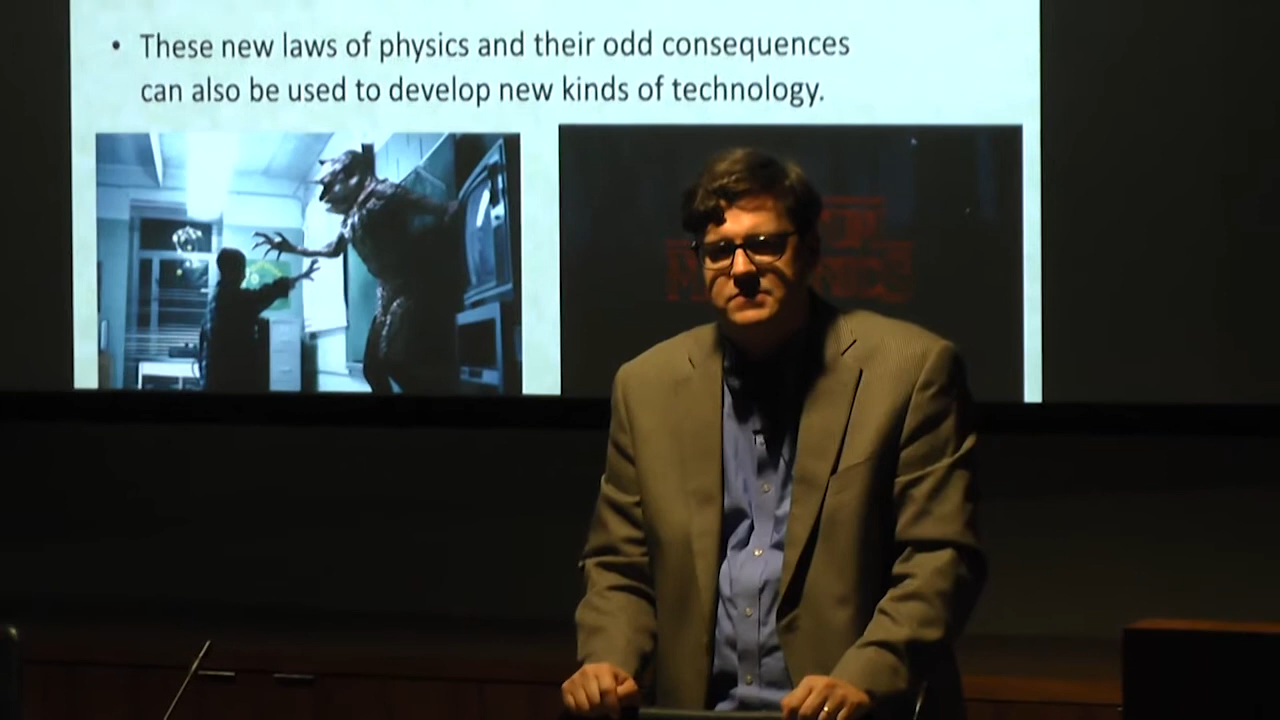 • These new laws of physics and their odd consequences
can also be used to develop new kinds of technology.